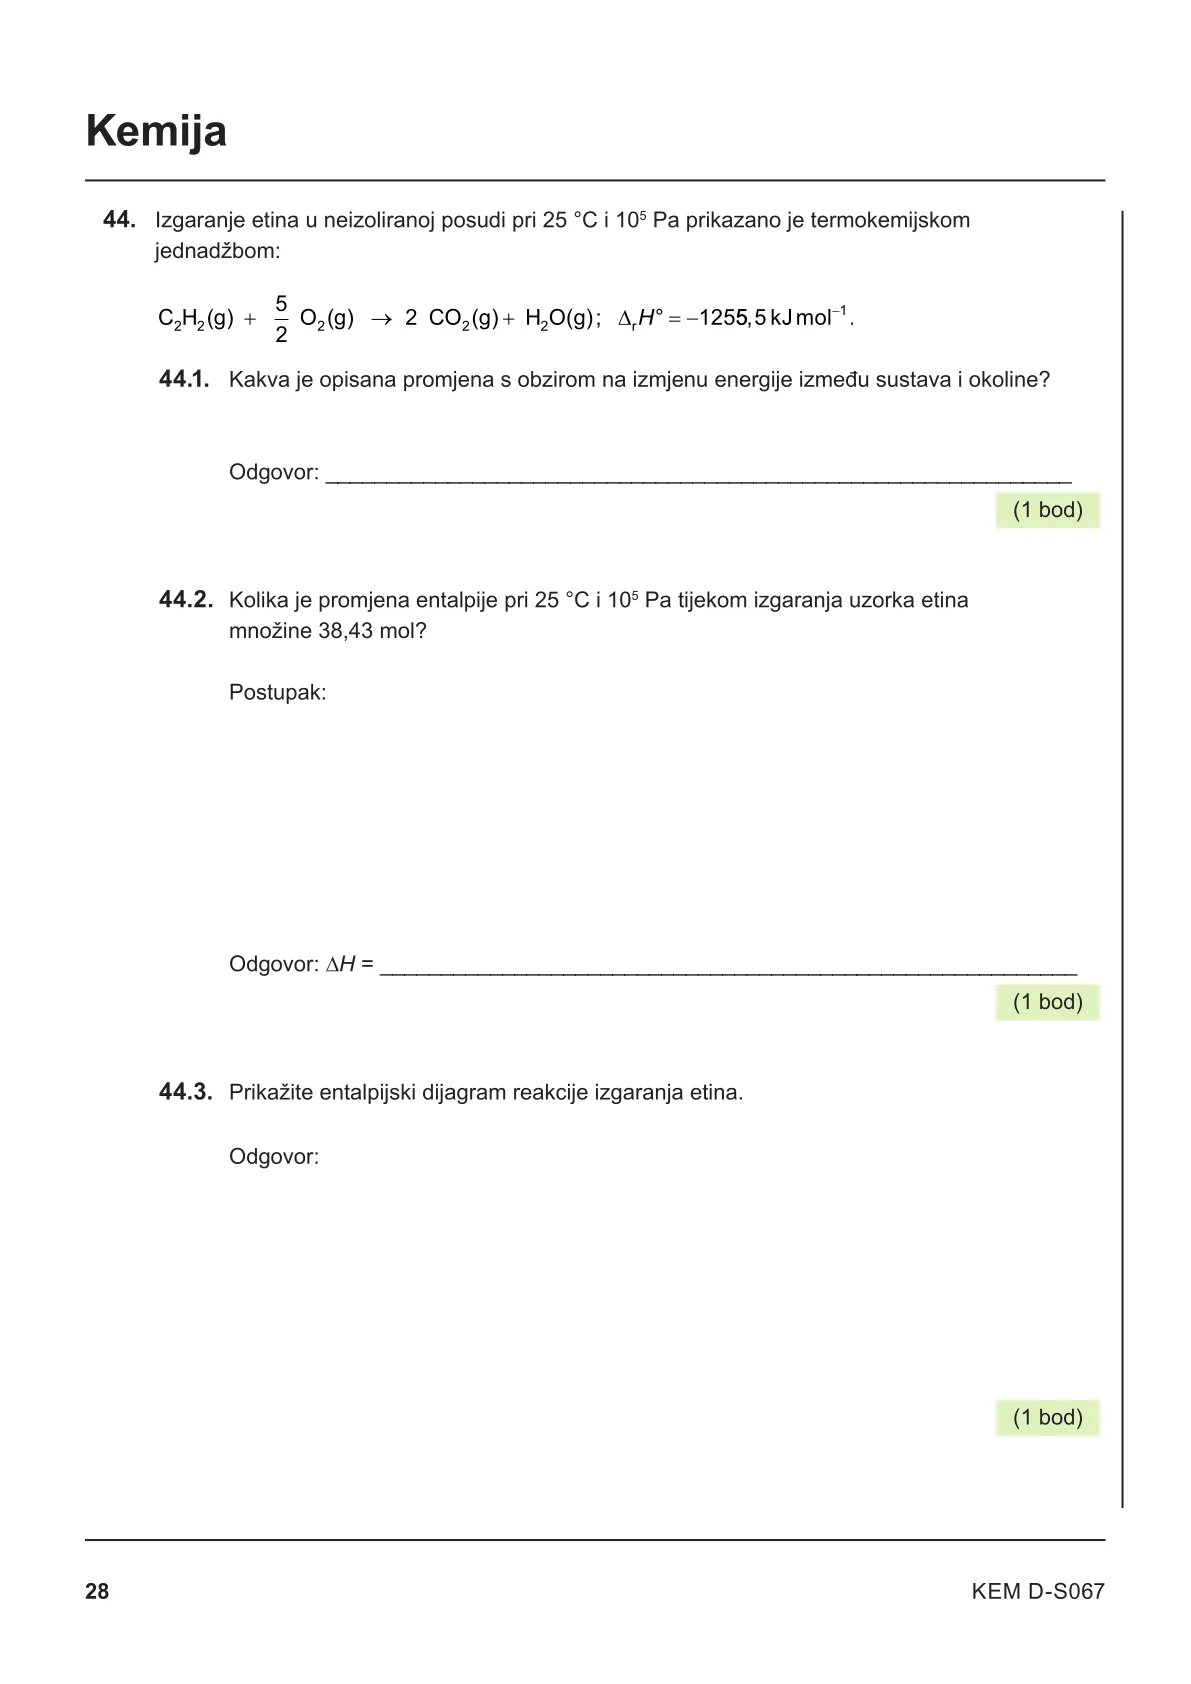 Kemija
44. Izgaranje etina u neizoliranoj posudi pri 25 °C i 10⁵ Pa prikazano je termokemijskom
jednadžbom:
C₂H₂(g) + 5/2 O₂(g) → 2 CO₂(g) + H₂O(g); ΔᵣH° = −1255,5 kJ mol⁻¹.
44.1. Kakva je opisana promjena s obzirom na izmjenu energije između sustava i okoline?
Odgovor: ______________________________________________________________
(1 bod)
44.2. Kolika je promjena entalpije pri 25 °C i 10⁵ Pa tijekom izgaranja uzorka etina
množine 38,43 mol?
Postupak:
Odgovor: ΔH = __________________________________________________________
(1 bod)
44.3. Prikažite entalpijski dijagram reakcije izgaranja etina.
Odgovor:
(1 bod)
28
KEM D-S067